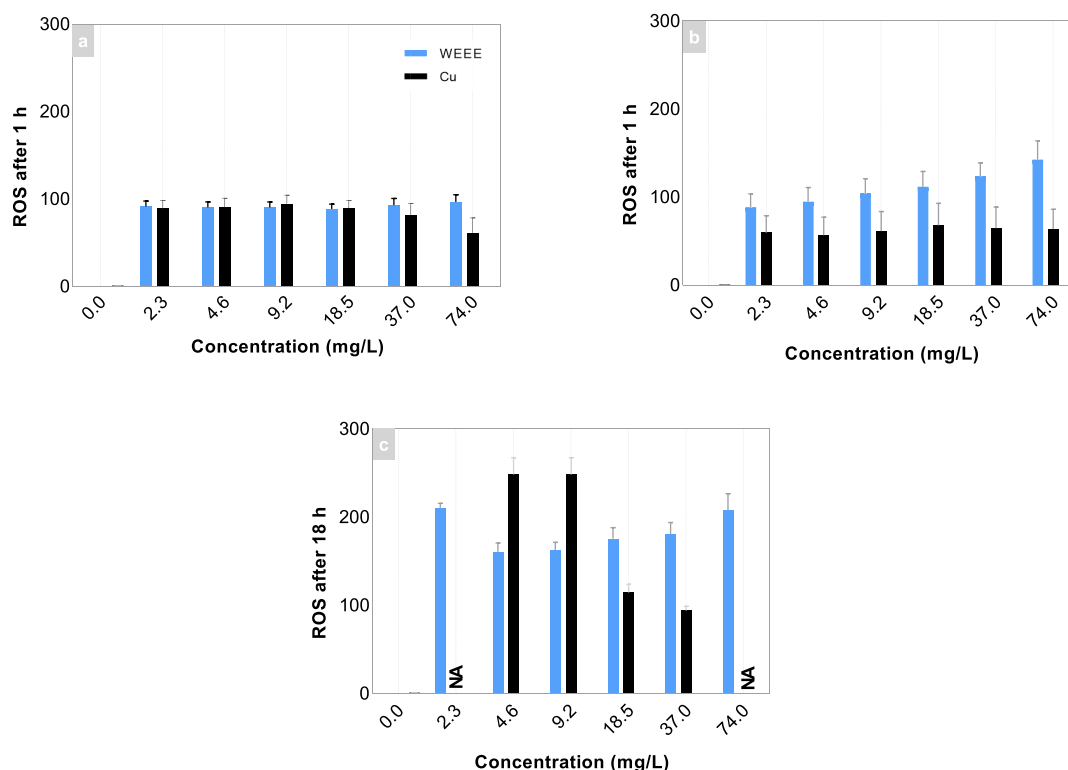 a
300
200
100
0
ROS after 1 h
WEEE
Cu
0.0 2.3 4.6 9.2 18.5 37.0 74.0
Concentration (mg/L)
b
300
200
100
0
ROS after 1 h
0.0 2.3 4.6 9.2 18.5 37.0 74.0
Concentration (mg/L)
c
300
200
100
0
ROS after 18 h
NA NA
0.0 2.3 4.6 9.2 18.5 37.0 74.0
Concentration (mg/L)